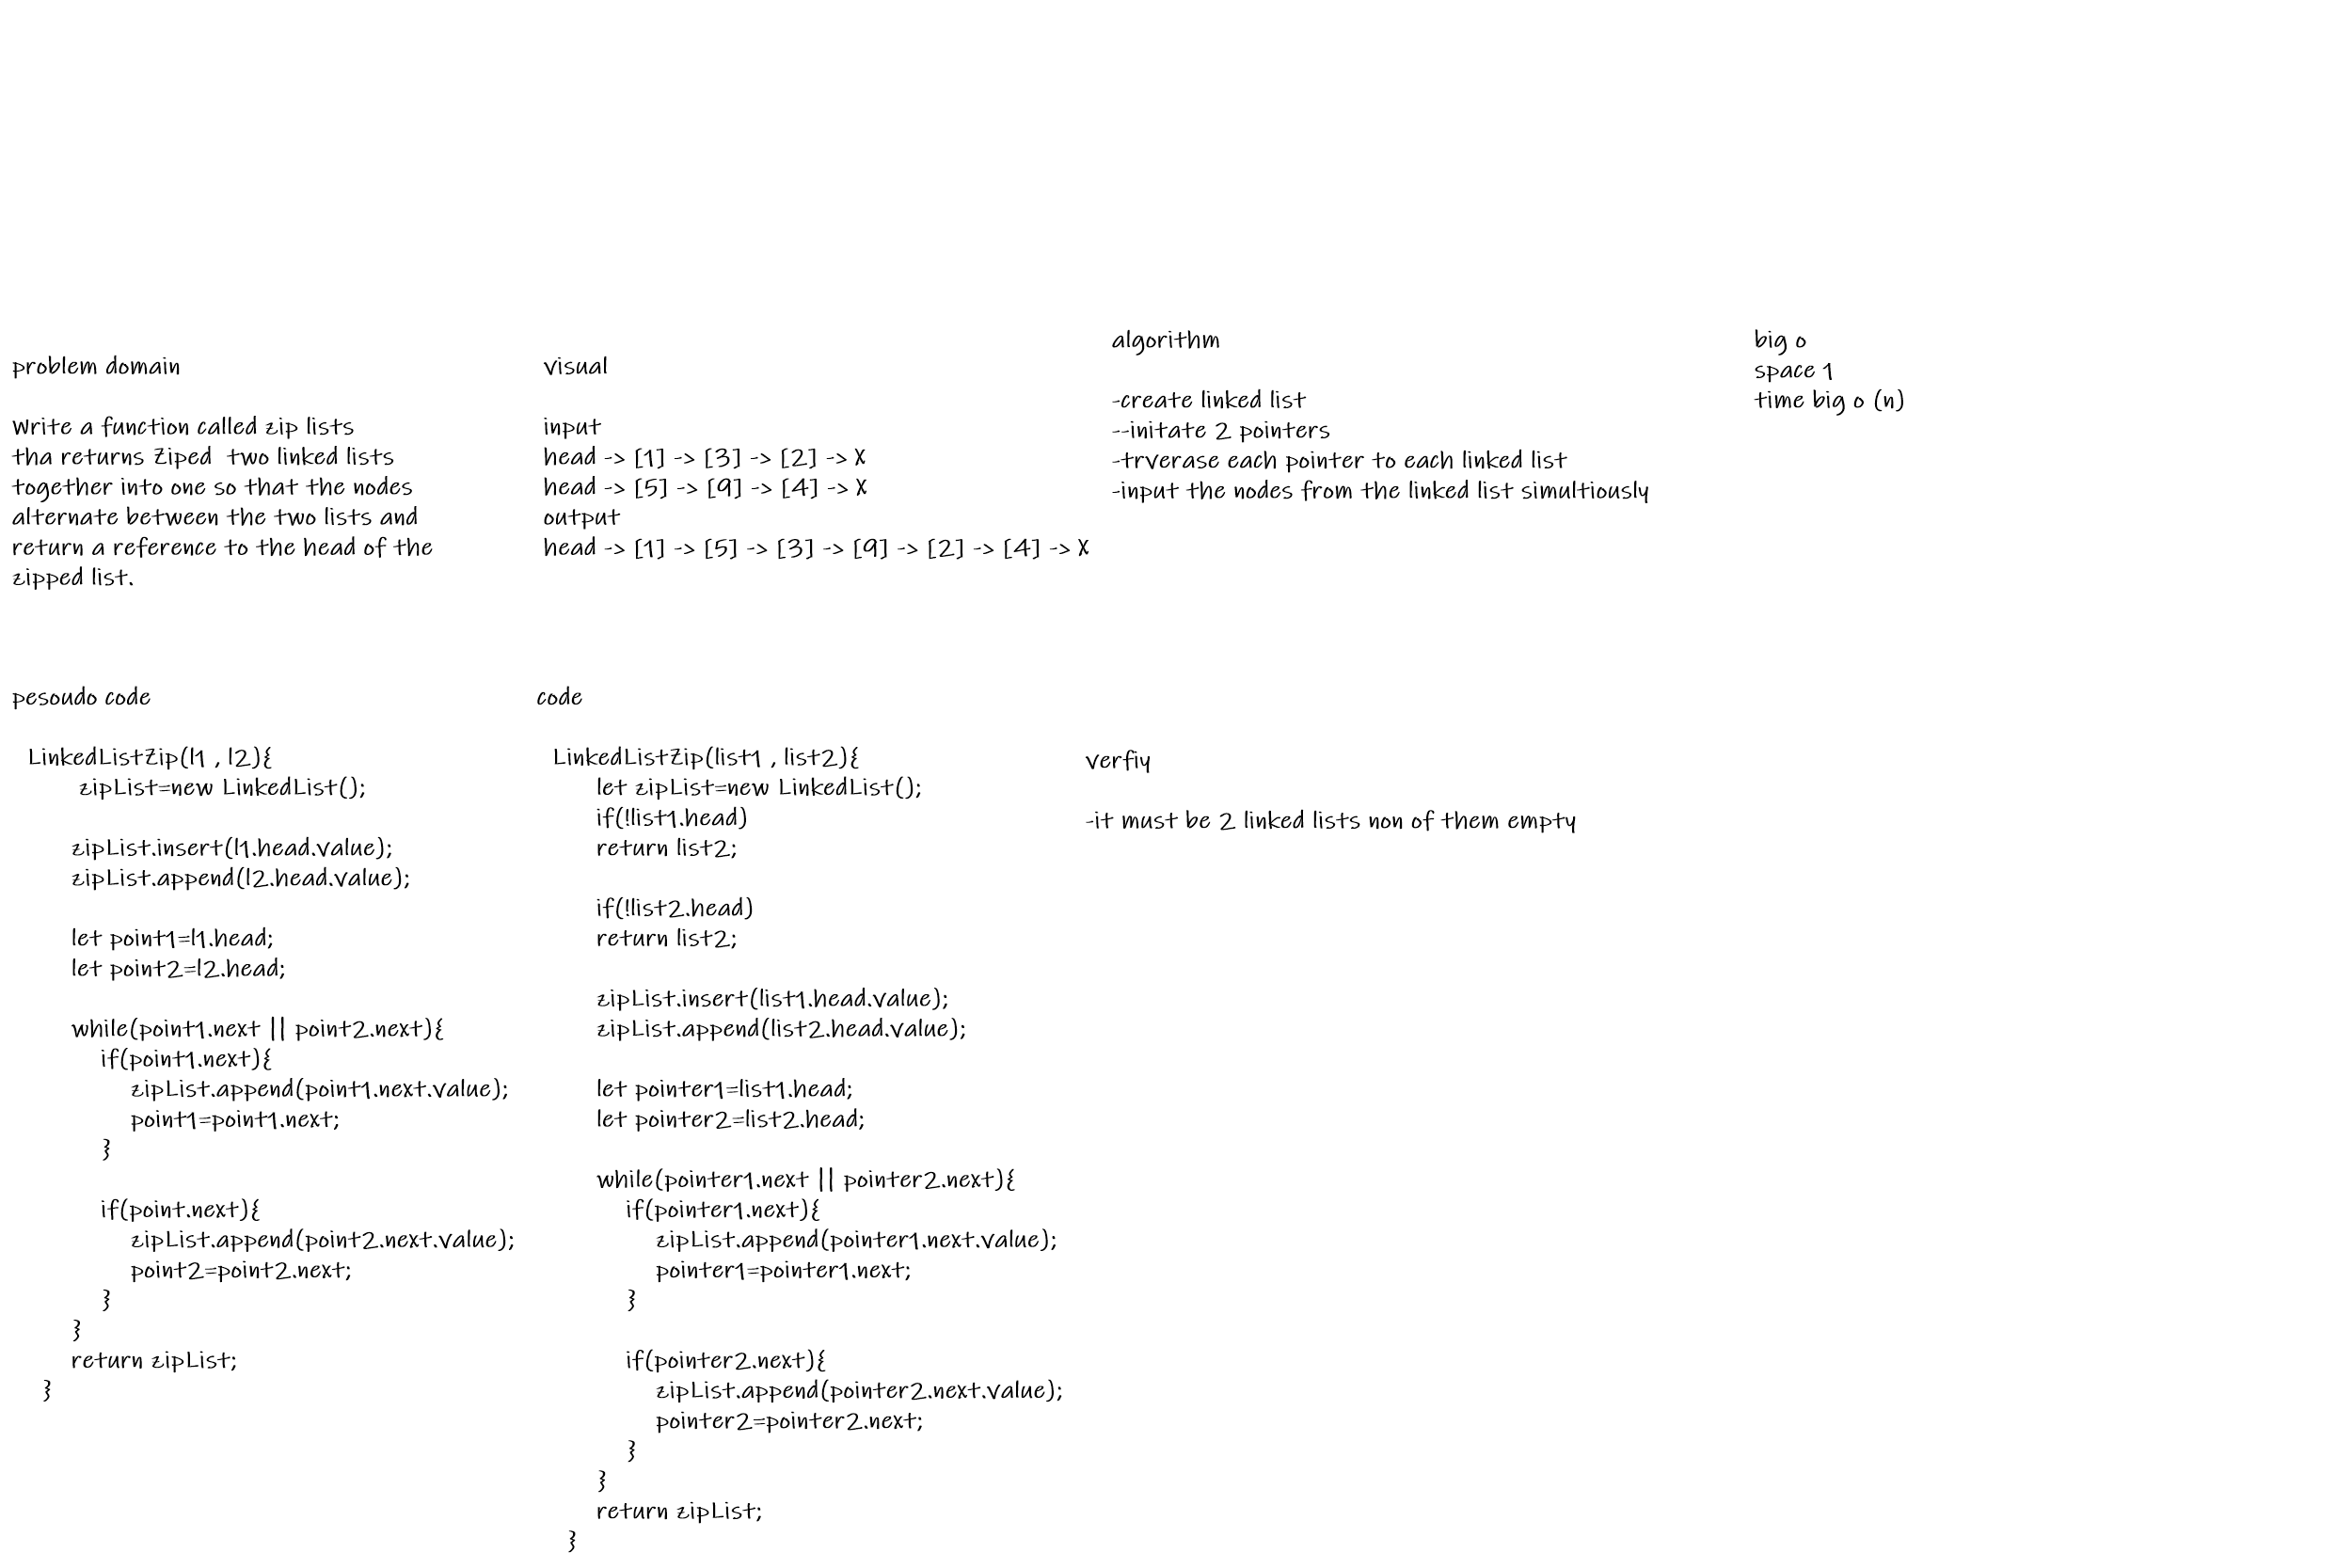 problem domain
Write a function called zip lists
tha returns Ziped  two linked lists
together into one so that the nodes
alternate between the two lists and
return a reference to the head of the
zipped list.
visual
input
head -> [1] -> [3] -> [2] -> X
head -> [5] -> [9] -> [4] -> X
output
head -> [1] -> [5] -> [3] -> [9] -> [2] -> [4] -> X
algorithm
-create linked list
--initate 2 pointers
-trverase each pointer to each linked list
-input the nodes from the linked list simultiously
big o
space 1
time big o (n)
pesoudo code
LinkedListZip(l1 , l2){
zipList=new LinkedList();
zipList.insert(l1.head.value);
zipList.append(l2.head.value);
let point1=l1.head;
let point2=l2.head;
while(point1.next || point2.next){
if(point1.next){
zipList.append(point1.next.value);
point1=point1.next;
}
if(point.next){
zipList.append(point2.next.value);
point2=point2.next;
}
}
return zipList;
}
code
LinkedListZip(list1 , list2){
let zipList=new LinkedList();
if(!list1.head)
return list2;
if(!list2.head)
return list2;
zipList.insert(list1.head.value);
zipList.append(list2.head.value);
let pointer1=list1.head;
let pointer2=list2.head;
while(pointer1.next || pointer2.next){
if(pointer1.next){
zipList.append(pointer1.next.value);
pointer1=pointer1.next;
}
if(pointer2.next){
zipList.append(pointer2.next.value);
pointer2=pointer2.next;
}
}
return zipList;
}
verfiy
-it must be 2 linked lists non of them empty